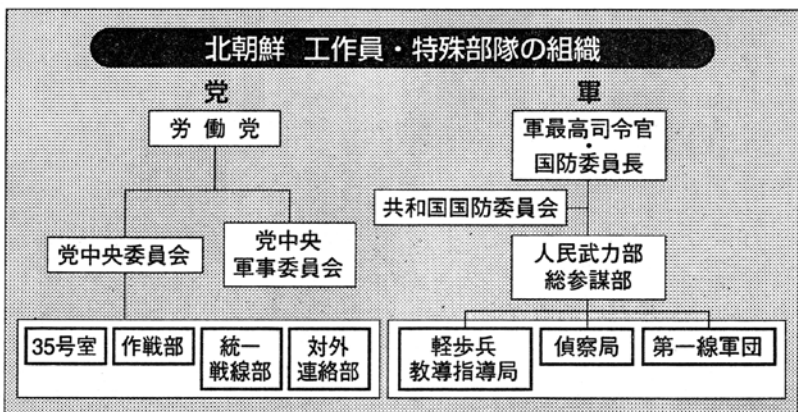 北朝鮮 工作員・特殊部隊の組織
党
労働党
党中央委員会
党中央
軍事委員会
35号室
作戦部
統一
戦線部
対外
連絡部
軍
軍最高司令官
・
国防委員長
共和国国防委員会
人民武力部
総参謀部
軽歩兵
教導指導局
偵察局
第一線軍団